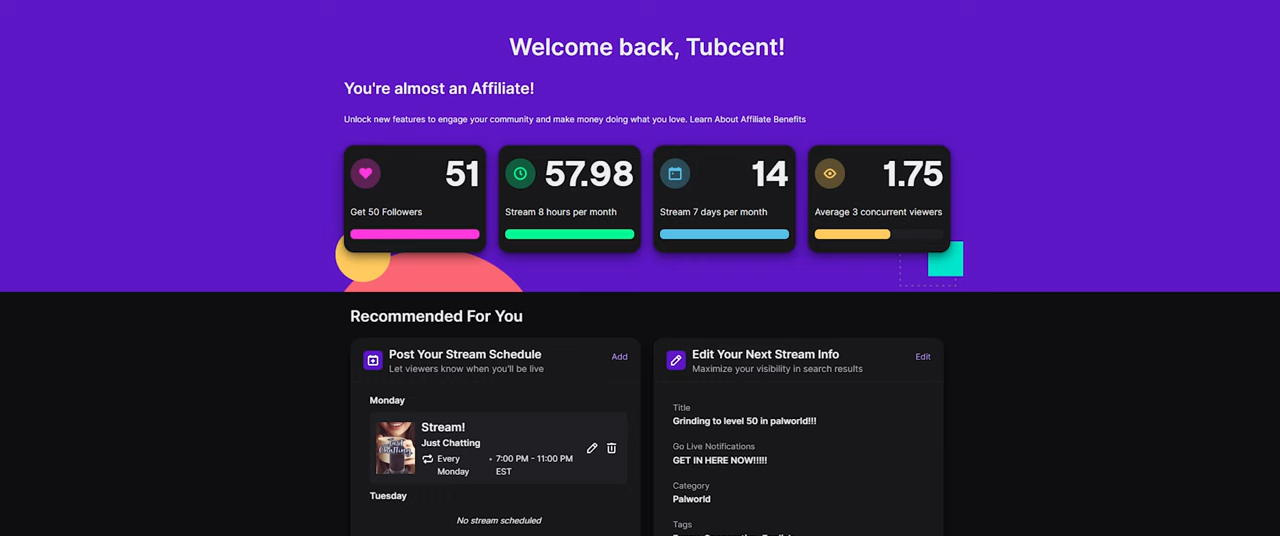 Welcome back, Tubcent!
You're almost an Affiliate!
Unlock new features to engage your community and make money doing what you love. Learn About Affiliate Benefits
51
Get 50 Followers
57.98
Stream 8 hours per month
14
Stream 7 days per month
1.75
Average 3 concurrent viewers
Recommended For You
Post Your Stream Schedule
Add
Let viewers know when you'll be live
Monday
Just Chatting
Stream!
Just Chatting
Every
Monday
• 7:00 PM - 11:00 PM
EST
Tuesday
No stream scheduled
Edit Your Next Stream Info
Edit
Maximize your visibility in search results
Title
Grinding to level 50 in palworld!!!
Go Live Notifications
GET IN HERE NOW!!!!!
Category
Palworld
Tags